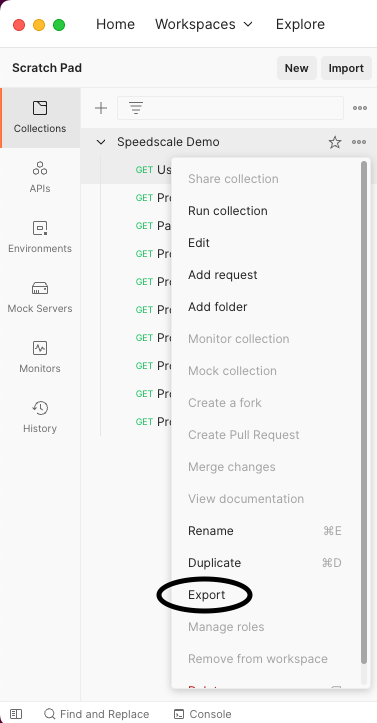 Home Workspaces Explore
Scratch Pad New Import
Collections
APIs
Environments
Mock Servers
Monitors
History
Speedscale Demo
GET Us
GET Pro
GET Pa
GET Pro
GET Pro
GET Pro
GET Pro
GET Pro
GET Pro
GET Pro
Share collection
Run collection
Edit
Add request
Add folder
Monitor collection
Mock collection
Create a fork
Create Pull Request
Merge changes
View documentation
Rename ⌘E
Duplicate ⌘D
Export
Manage roles
Remove from workspace
Find and Replace Console